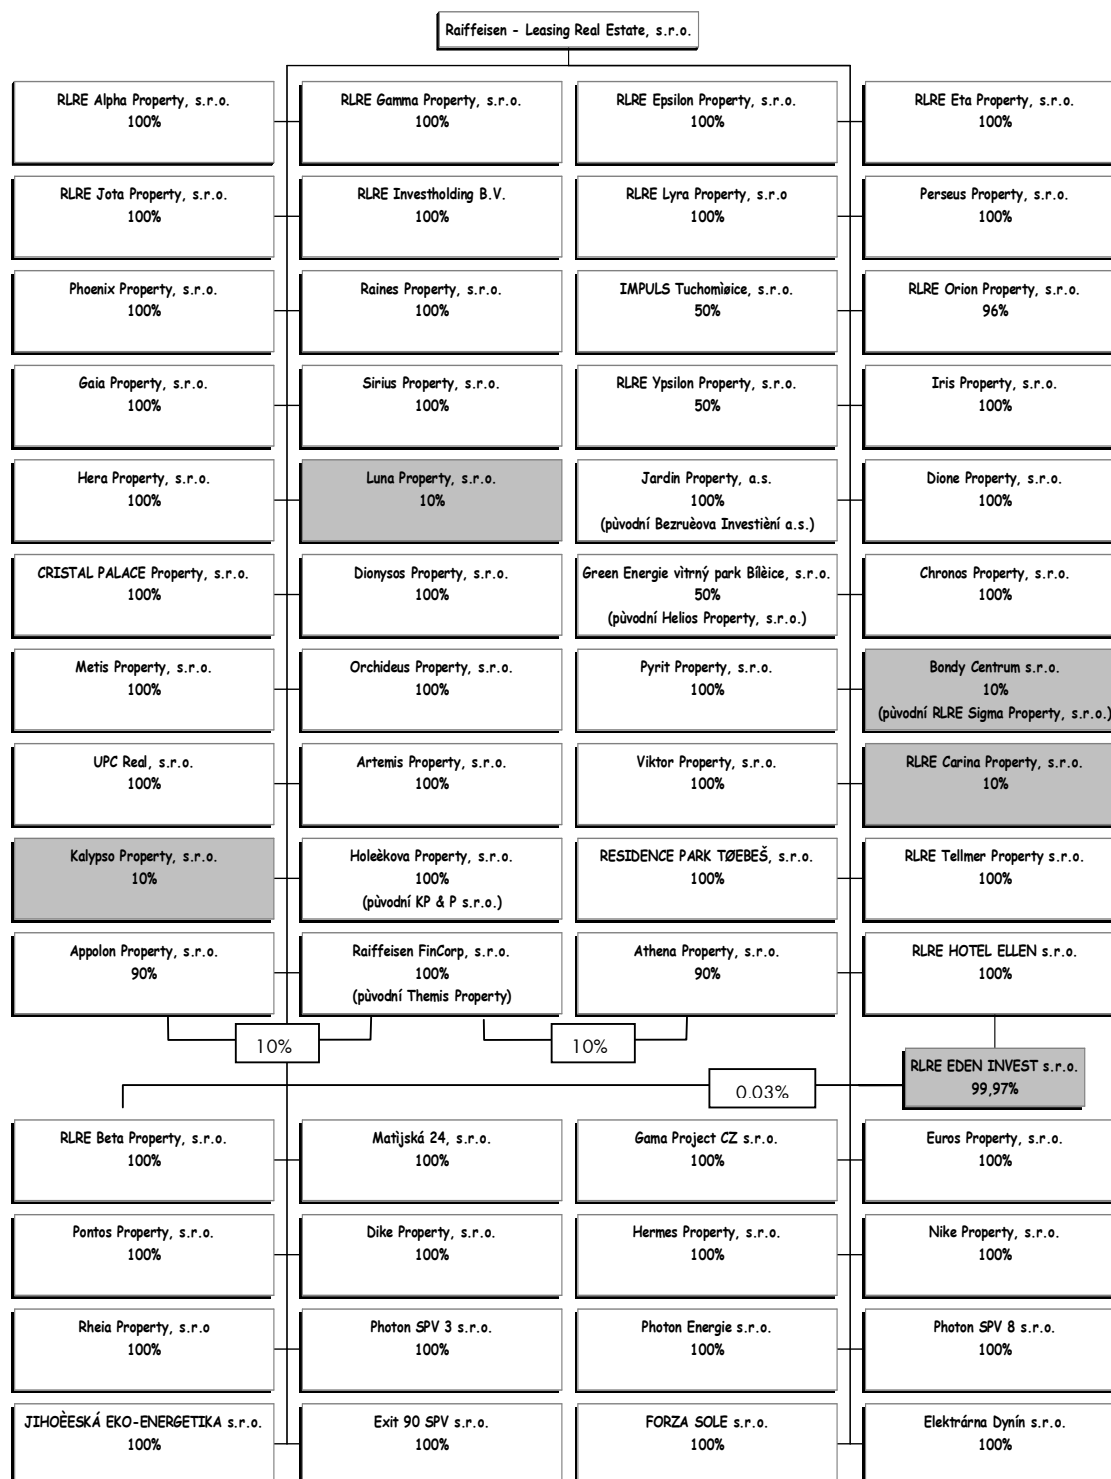 Raiffeisen - Leasing Real Estate, s.r.o.
RLRE Alpha Property, s.r.o.
100%
RLRE Gamma Property, s.r.o.
100%
RLRE Epsilon Property, s.r.o.
100%
RLRE Eta Property, s.r.o.
100%
RLRE Jota Property, s.r.o.
100%
RLRE Investholding B.V.
100%
RLRE Lyra Property, s.r.o
100%
Perseus Property, s.r.o.
100%
Phoenix Property, s.r.o.
100%
Raines Property, s.r.o.
100%
IMPULS Tuchomìøice, s.r.o.
50%
RLRE Orion Property, s.r.o.
96%
Gaia Property, s.r.o.
100%
Sirius Property, s.r.o.
100%
RLRE Ypsilon Property, s.r.o.
50%
Iris Property, s.r.o.
100%
Hera Property, s.r.o.
100%
Luna Property, s.r.o.
10%
Jardin Property, a.s.
100%
(pùvodní Bezruèova Investièní a.s.)
Dione Property, s.r.o.
100%
CRISTAL PALACE Property, s.r.o.
100%
Dionysos Property, s.r.o.
100%
Green Energie vìtrný park Bílèice, s.r.o.
50%
(pùvodní Helios Property, s.r.o.)
Chronos Property, s.r.o.
100%
Metis Property, s.r.o.
100%
Orchideus Property, s.r.o.
100%
Pyrit Property, s.r.o.
100%
Bondy Centrum s.r.o.
10%
(pùvodní RLRE Sigma Property, s.r.o.)
UPC Real, s.r.o.
100%
Artemis Property, s.r.o.
100%
Viktor Property, s.r.o.
100%
RLRE Carina Property, s.r.o.
10%
Kalypso Property, s.r.o.
10%
Holeèkova Property, s.r.o.
100%
(pùvodní KP & P s.r.o.)
RESIDENCE PARK TØEBEŠ, s.r.o.
100%
RLRE Tellmer Property s.r.o.
100%
Appolon Property, s.r.o.
90%
Raiffeisen FinCorp, s.r.o.
100%
(pùvodní Themis Property)
Athena Property, s.r.o.
90%
RLRE HOTEL ELLEN s.r.o.
100%
10%
10%
RLRE EDEN INVEST s.r.o.
99,97%
0.03%
RLRE Beta Property, s.r.o.
100%
Matìjská 24, s.r.o.
100%
Gama Project CZ s.r.o.
100%
Euros Property, s.r.o.
100%
Pontos Property, s.r.o.
100%
Dike Property, s.r.o.
100%
Hermes Property, s.r.o.
100%
Nike Property, s.r.o.
100%
Rheia Property, s.r.o
100%
Photon SPV 3 s.r.o.
100%
Photon Energie s.r.o.
100%
Photon SPV 8 s.r.o.
100%
JIHOÈESKÁ EKO-ENERGETIKA s.r.o.
100%
Exit 90 SPV s.r.o.
100%
FORZA SOLE s.r.o.
100%
Elektrárna Dynín s.r.o.
100%